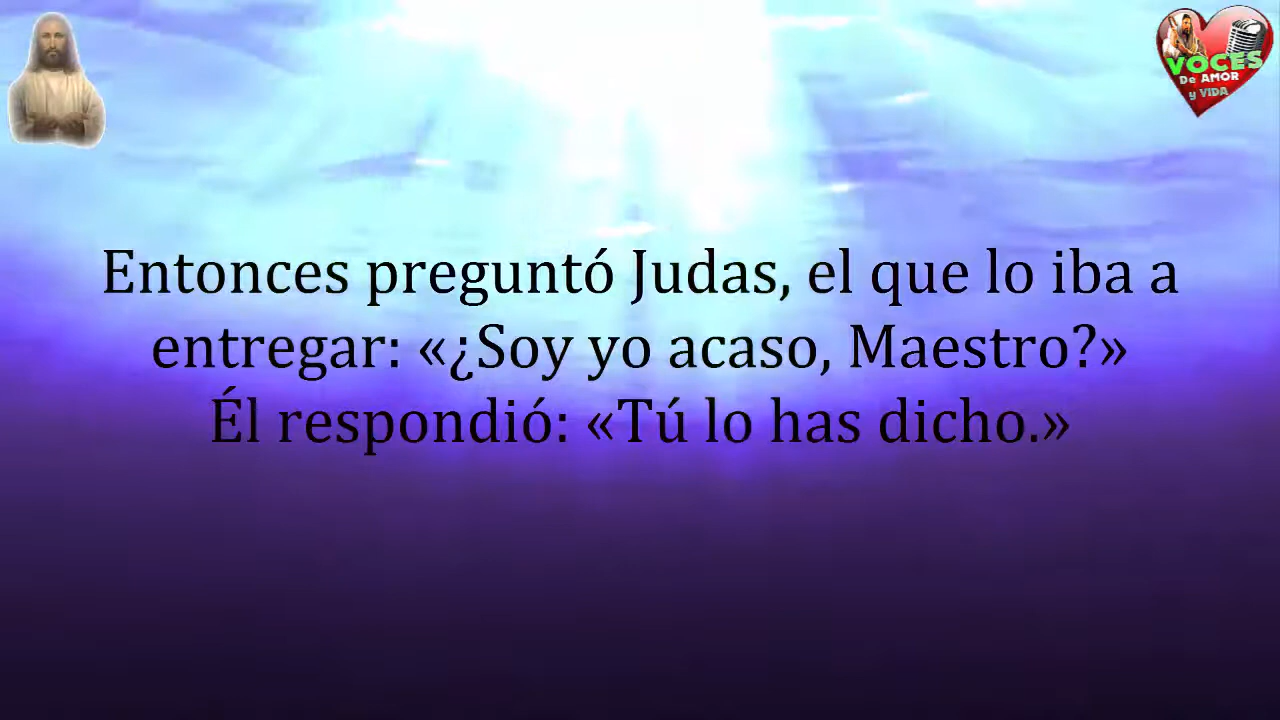 VOCES
De AMOR
y VIDA
Entonces preguntó Judas, el que lo iba a
entregar: «¿Soy yo acaso, Maestro?»
Él respondió: «Tú lo has dicho.»